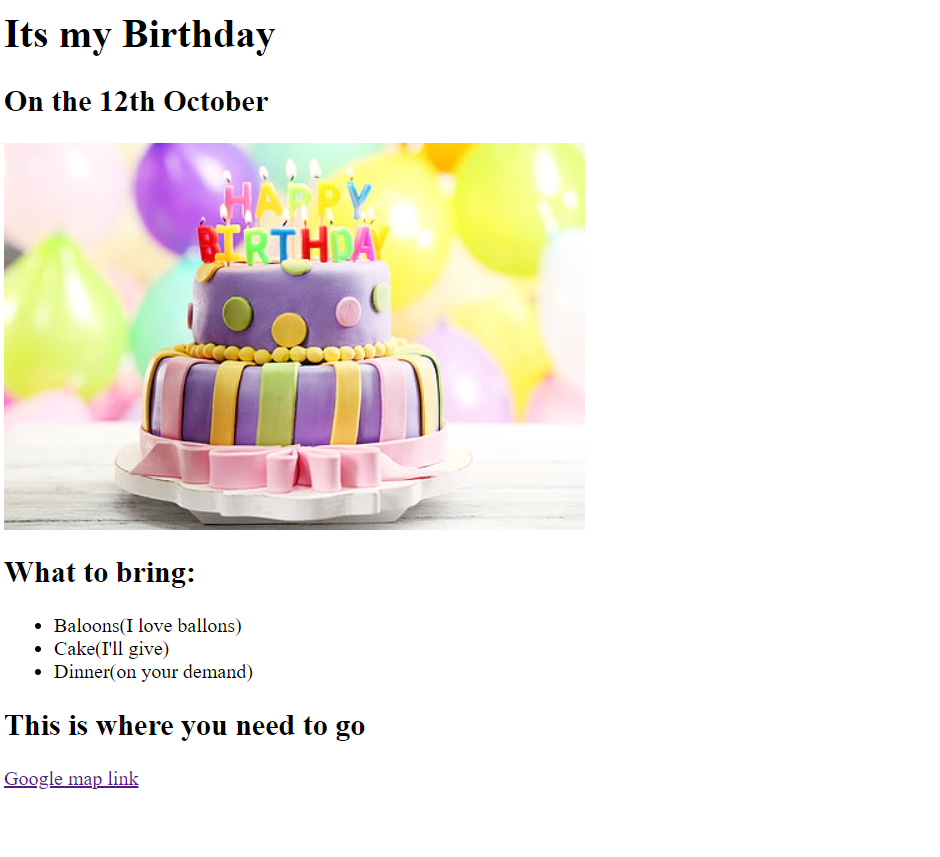 Its my Birthday
On the 12th October
HAPPY
BIRTHDAY
What to bring:
Baloons(I love ballons)
Cake(I'll give)
Dinner(on your demand)
This is where you need to go
Google map link